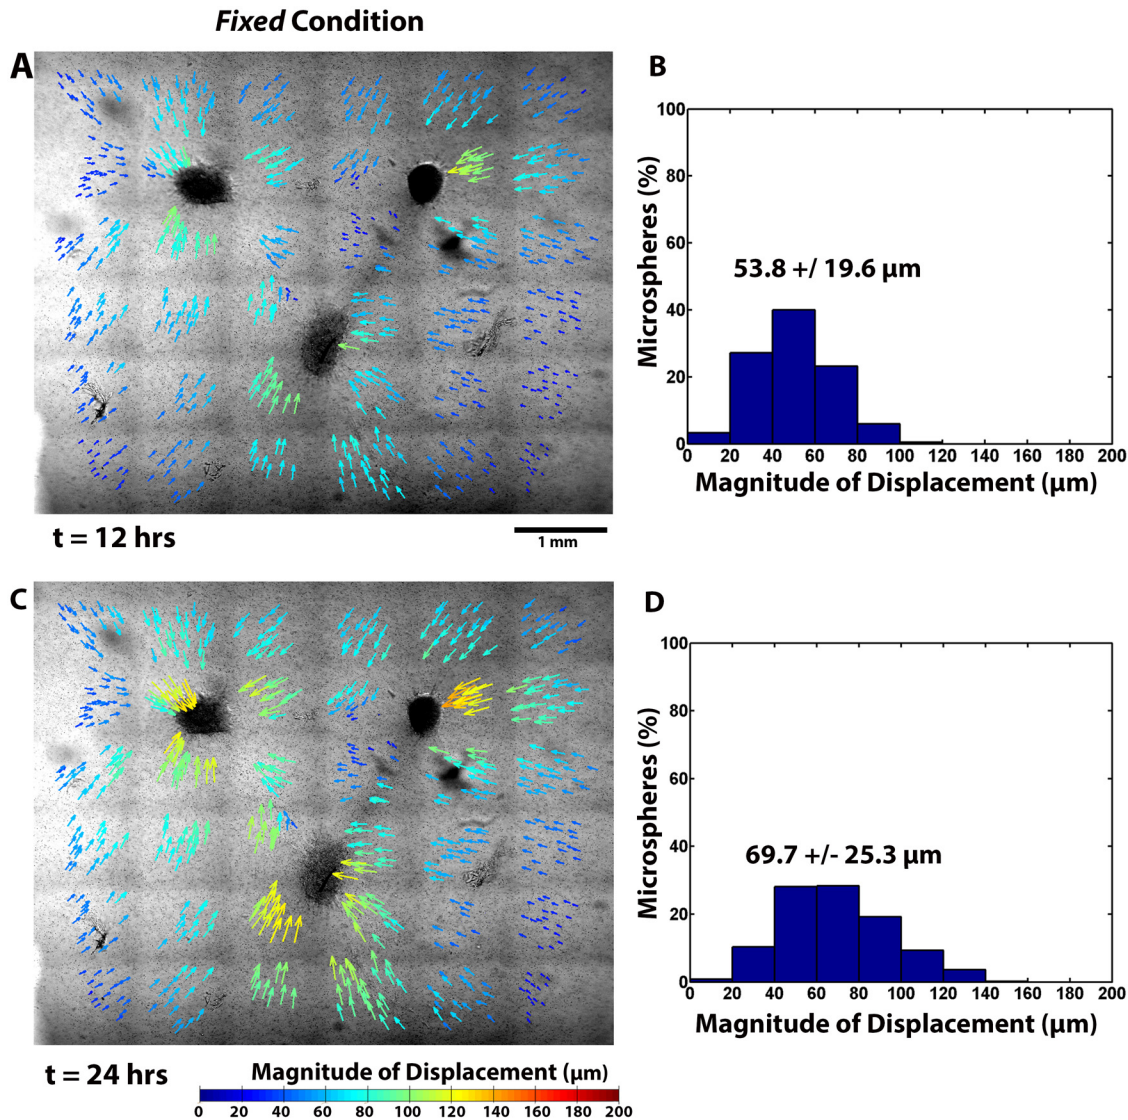 Fixed Condition
A
t = 12 hrs
1 mm
B
100
80
60
40
20
0
Microspheres (%)
53.8 +/ 19.6 µm
0 20 40 60 80 100 120 140 160 180 200
Magnitude of Displacement (µm)
C
t = 24 hrs
Magnitude of Displacement (µm)
0 20 40 60 80 100 120 140 160 180 200
D
100
80
60
40
20
0
Microspheres (%)
69.7 +/- 25.3 µm
0 20 40 60 80 100 120 140 160 180 200
Magnitude of Displacement (µm)